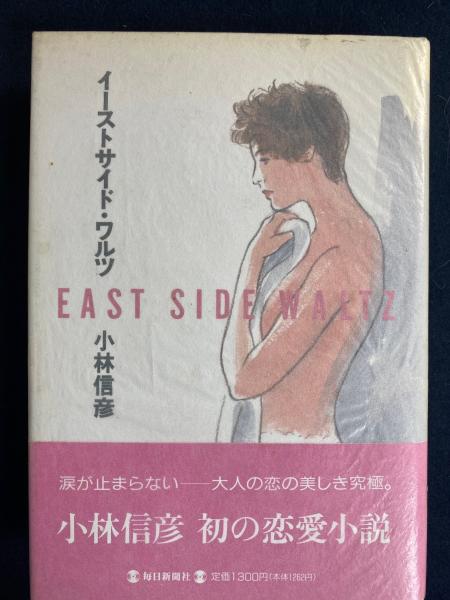 イーストサイド・ワルツ
小林信彦
EAST SIDE WALTZ
涙が止まらない——大人の恋の美しき究極。
小林信彦 初の恋愛小説
毎日新聞社 定価1300円(本体1262円)